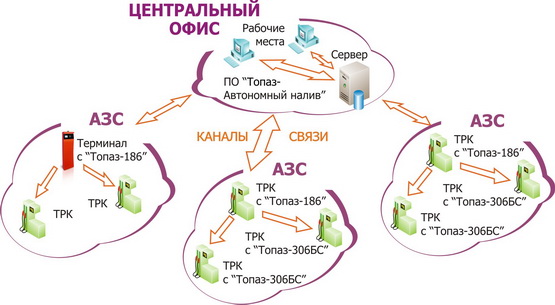 ЦЕНТРАЛЬНЫЙ
ОФИС
Рабочие
места
Сервер
ПО "Топаз-
Автономный налив"
КАНАЛЫ СВЯЗИ
АЗС
Терминал
с "Топаз-186"
ТРК
ТРК
АЗС
ТРК
с "Топаз-186"
ТРК
с "Топаз-306БС"
ТРК
с "Топаз-306БС"
АЗС
ТРК
с "Топаз-186"
ТРК
с "Топаз-306БС"
ТРК
с "Топаз-306БС"